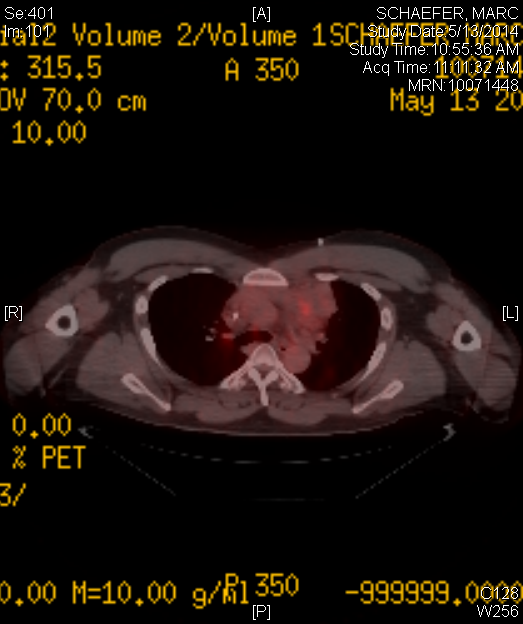 Se:401
Im:101
[A]
SCHAEFER, MARC
Study Date:5/13/2014
Study Time:10:55:36 AM
Acq Time:11:11:32 AM
MRN:10071448
Volume 2/Volume 1SCHAEFER
: 315.5
A 350
OV 70.0 cm
May 13 20
10.00
[R]
[L]
0.00
% PET
3/
0.00 M=10.00 g/ml
350
-999999.0
C128
W256
[P]